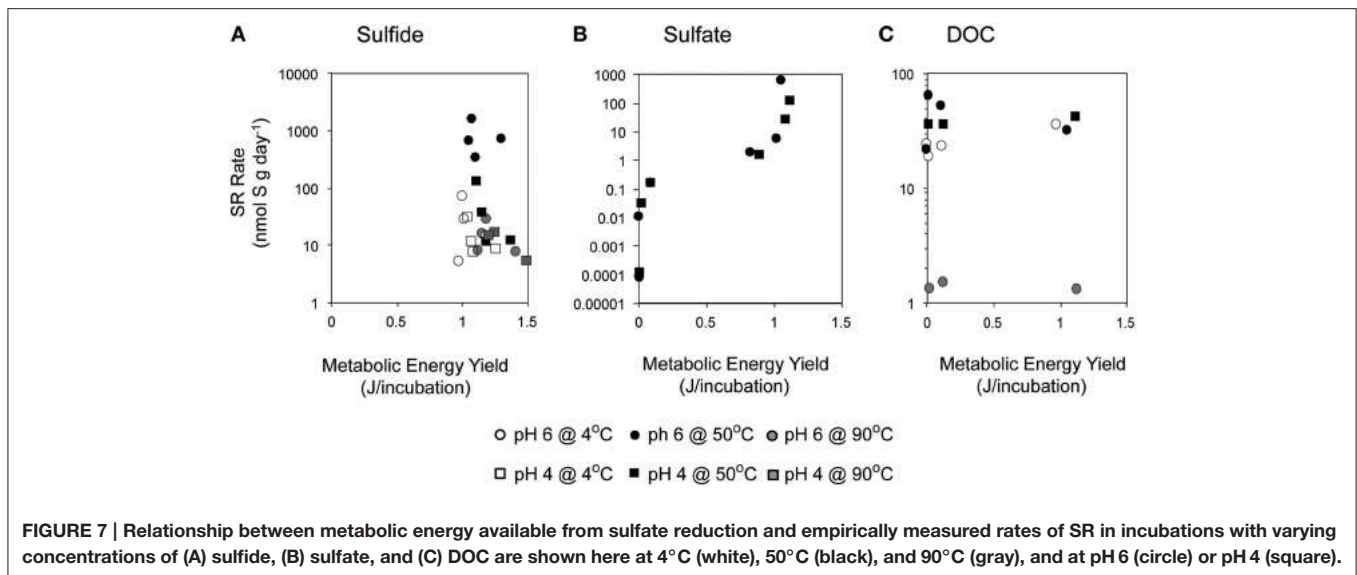 A Sulfide
B Sulfate
C DOC
SR Rate
(nmol S g day-1)
10000
1000
100
10
1
0
0.5
1
1.5
Metabolic Energy Yield
(J/incubation)
1000
100
10
1
0.1
0.01
0.001
0.0001
0.00001
0
0.5
1
1.5
Metabolic Energy Yield
(J/incubation)
100
10
1
0
0.5
1
1.5
Metabolic Energy Yield
(J/incubation)
pH 6 @ 4°C ph 6 @ 50°C pH 6 @ 90°C
pH 4 @ 4°C pH 4 @ 50°C pH 4 @ 90°C
FIGURE 7 | Relationship between metabolic energy available from sulfate reduction and empirically measured rates of SR in incubations with varying
concentrations of (A) sulfide, (B) sulfate, and (C) DOC are shown here at 4°C (white), 50°C (black), and 90°C (gray), and at pH 6 (circle) or pH 4 (square).